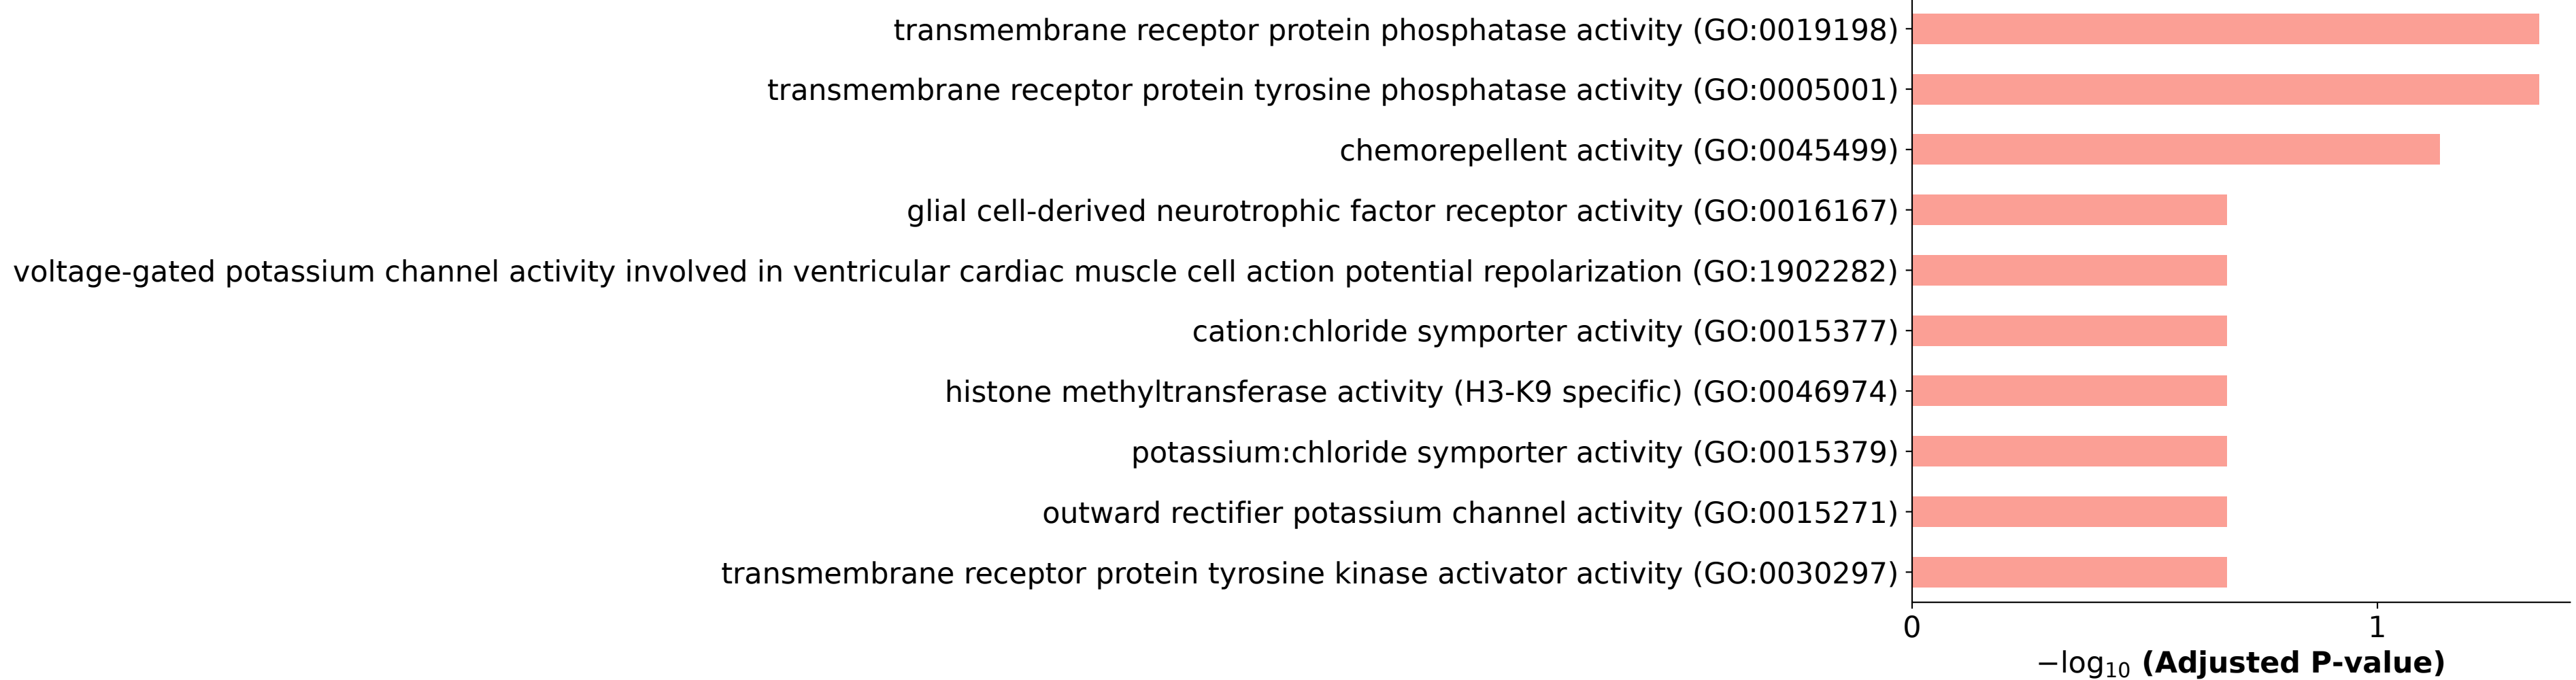 transmembrane receptor protein phosphatase activity (GO:0019198)
transmembrane receptor protein tyrosine phosphatase activity (GO:0005001)
chemorepellent activity (GO:0045499)
glial cell-derived neurotrophic factor receptor activity (GO:0016167)
voltage-gated potassium channel activity involved in ventricular cardiac muscle cell action potential repolarization (GO:1902282)
cation:chloride symporter activity (GO:0015377)
histone methyltransferase activity (H3-K9 specific) (GO:0046974)
potassium:chloride symporter activity (GO:0015379)
outward rectifier potassium channel activity (GO:0015271)
transmembrane receptor protein tyrosine kinase activator activity (GO:0030297)
0 1
−log₁₀ (Adjusted P-value)